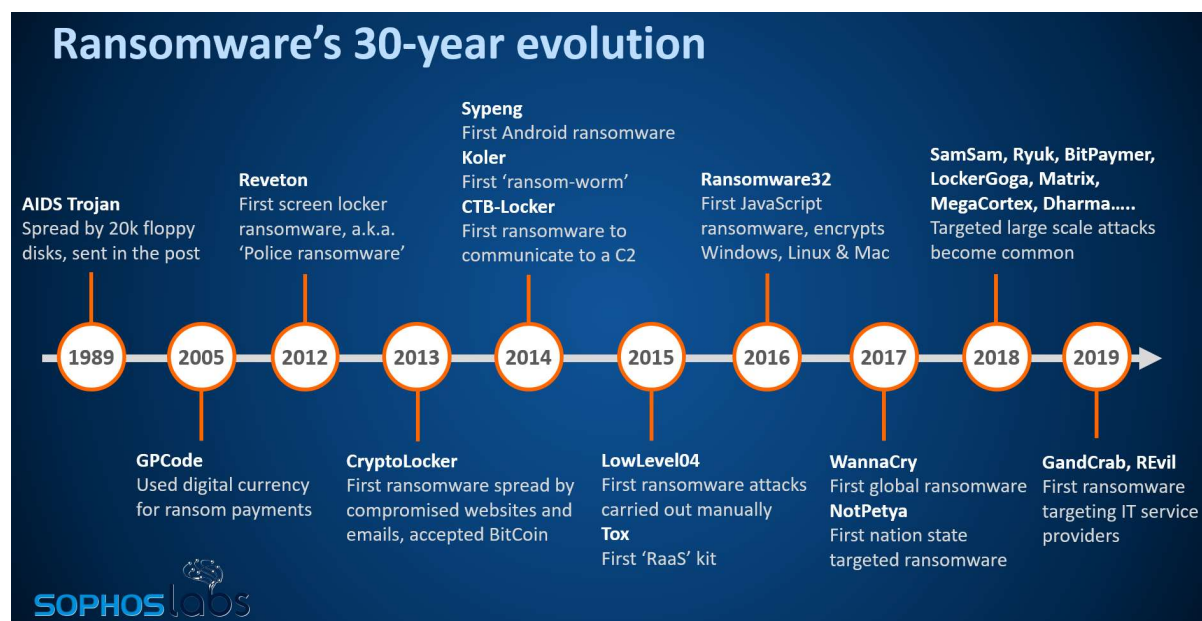 Ransomware's 30-year evolution
AIDS Trojan
Spread by 20k floppy
disks, sent in the post
Reveton
First screen locker
ransomware, a.k.a.
‘Police ransomware’
Sypeng
First Android ransomware
Koler
First ‘ransom-worm’
CTB-Locker
First ransomware to
communicate to a C2
Ransomware32
First JavaScript
ransomware, encrypts
Windows, Linux & Mac
SamSam, Ryuk, BitPaymer,
LockerGoga, Matrix,
MegaCortex, Dharma.....
Targeted large scale attacks
become common
1989
2005
2012
2013
2014
2015
2016
2017
2018
2019
GPCode
Used digital currency
for ransom payments
CryptoLocker
First ransomware spread by
compromised websites and
emails, accepted BitCoin
LowLevel04
First ransomware attacks
carried out manually
Tox
First ‘RaaS’ kit
WannaCry
First global ransomware
NotPetya
First nation state
targeted ransomware
GandCrab, REvil
First ransomware
targeting IT service
providers
SOPHOSlabs